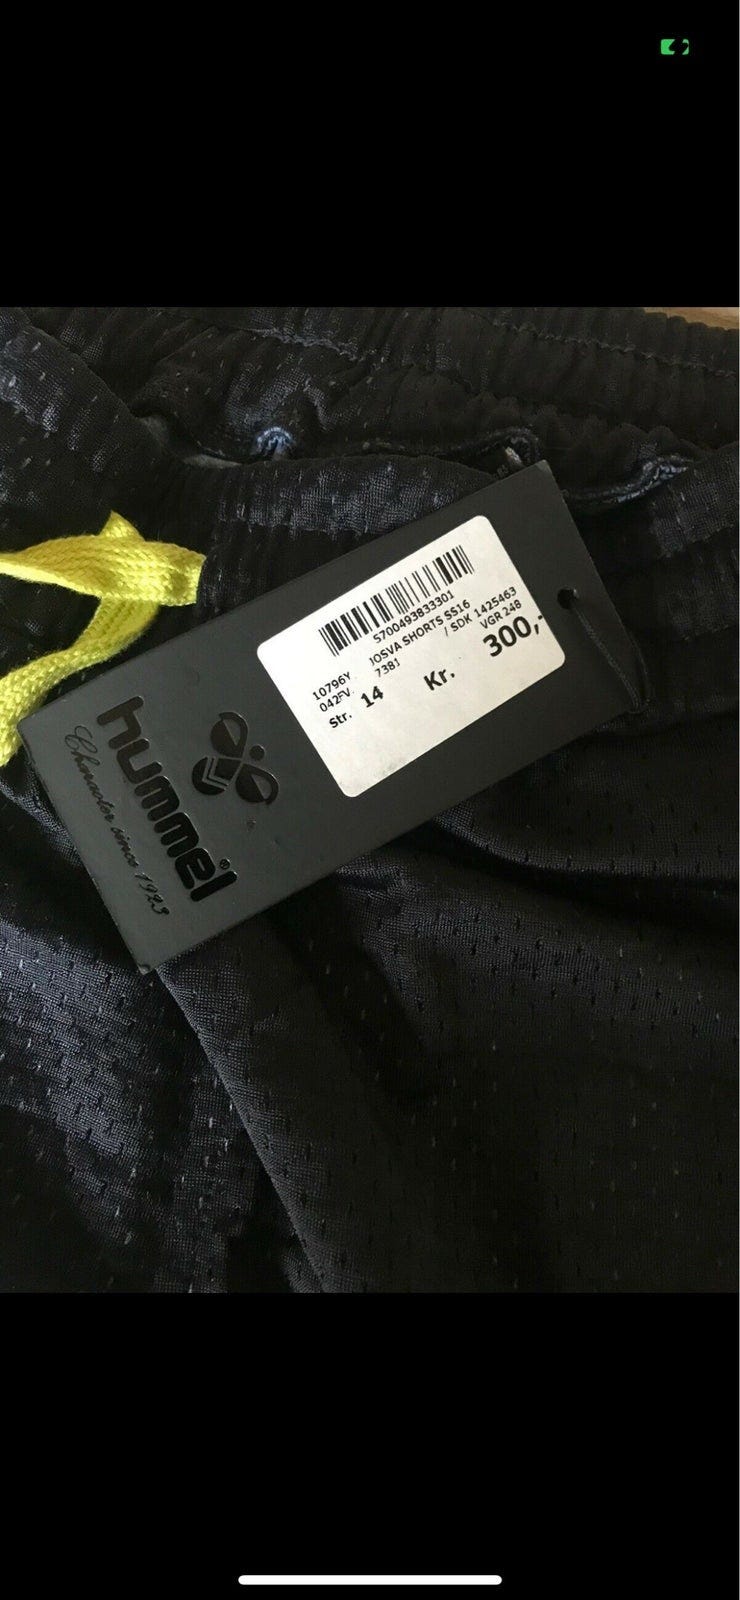 5700493833301
10796Y JOSVA SHORTS SS16
042FV. 7381 / SDK 1425463
VGR 248
Str. 14 Kr. 300,-
hummel®
Character since 1923